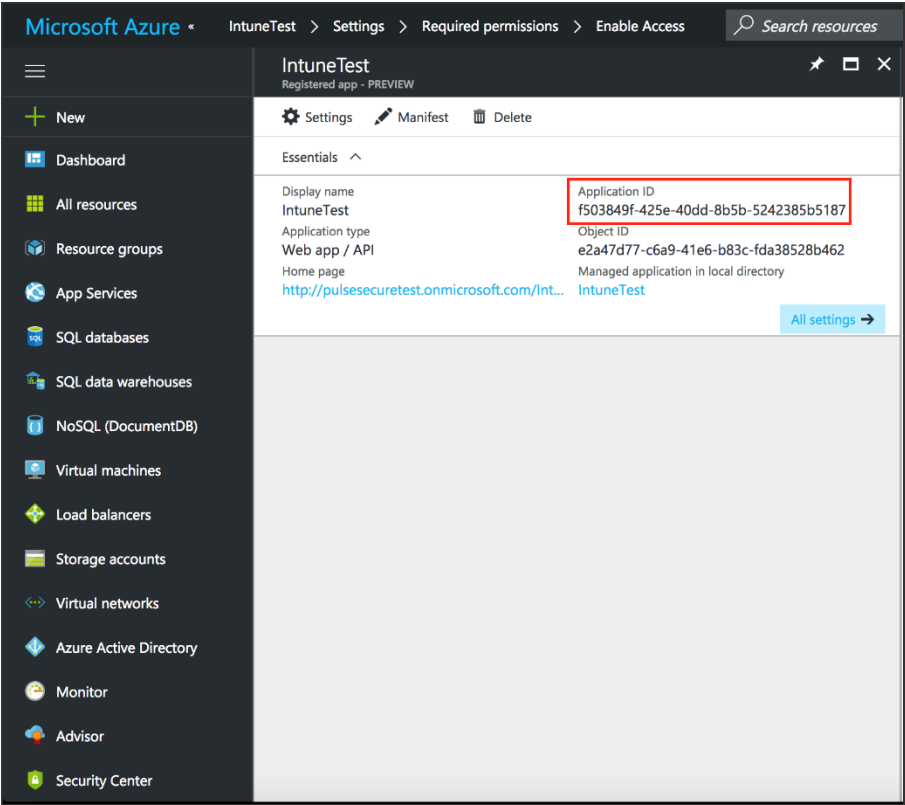 Microsoft Azure « IntuneTest > Settings > Required permissions > Enable Access Search resources
IntuneTest
Registered app - PREVIEW
New
Settings Manifest Delete
Dashboard
Essentials
All resources
Display name Application ID
IntuneTest f503849f-425e-40dd-8b5b-5242385b5187
Application type Object ID
Web app / API e2a47d77-c6a9-41e6-b83c-fda38528b462
Home page Managed application in local directory
http://pulsesecuretest.onmicrosoft.com/Int... IntuneTest
All settings →
Resource groups
App Services
SQL databases
SQL data warehouses
NoSQL (DocumentDB)
Virtual machines
Load balancers
Storage accounts
Virtual networks
Azure Active Directory
Monitor
Advisor
Security Center